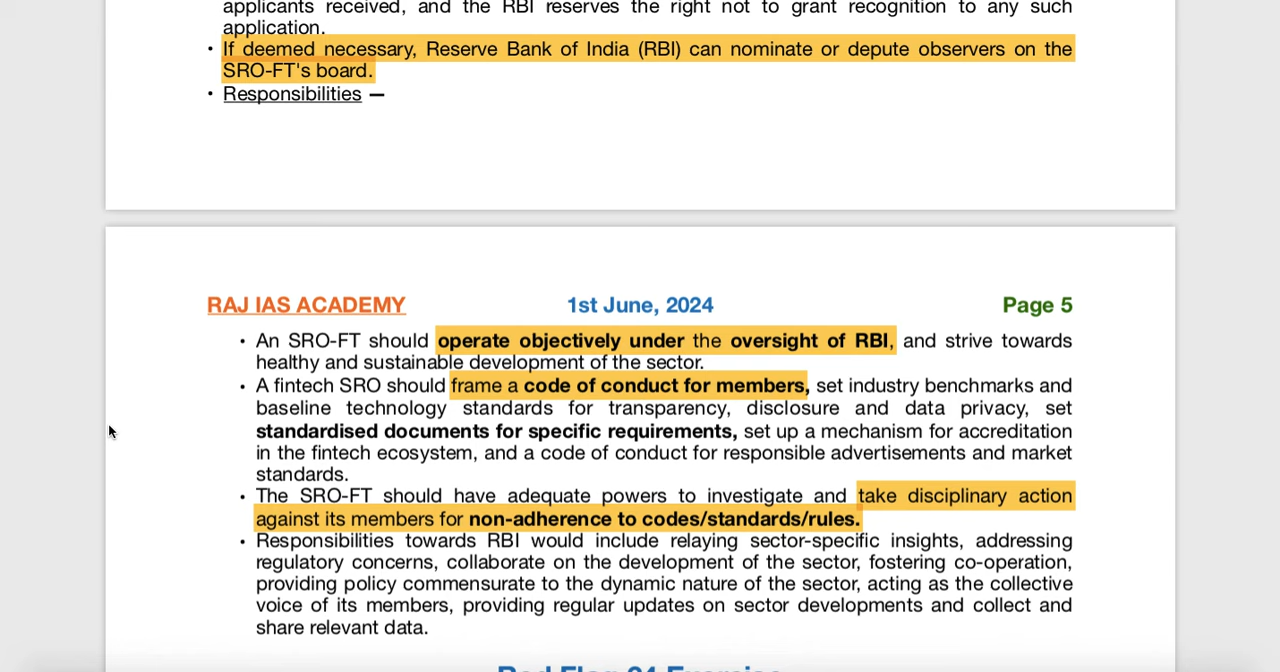 applicants received, and the RBI reserves the right not to grant recognition to any such
application.
• If deemed necessary, Reserve Bank of India (RBI) can nominate or depute observers on the
SRO-FT's board.
• Responsibilities —
RAJ IAS ACADEMY 1st June, 2024 Page 5
• An SRO-FT should operate objectively under the oversight of RBI, and strive towards
healthy and sustainable development of the sector.
• A fintech SRO should frame a code of conduct for members, set industry benchmarks and
baseline technology standards for transparency, disclosure and data privacy, set
standardised documents for specific requirements, set up a mechanism for accreditation
in the fintech ecosystem, and a code of conduct for responsible advertisements and market
standards.
• The SRO-FT should have adequate powers to investigate and take disciplinary action
against its members for non-adherence to codes/standards/rules.
• Responsibilities towards RBI would include relaying sector-specific insights, addressing
regulatory concerns, collaborate on the development of the sector, fostering co-operation,
providing policy commensurate to the dynamic nature of the sector, acting as the collective
voice of its members, providing regular updates on sector developments and collect and
share relevant data.
Red Flag 24 Exercise